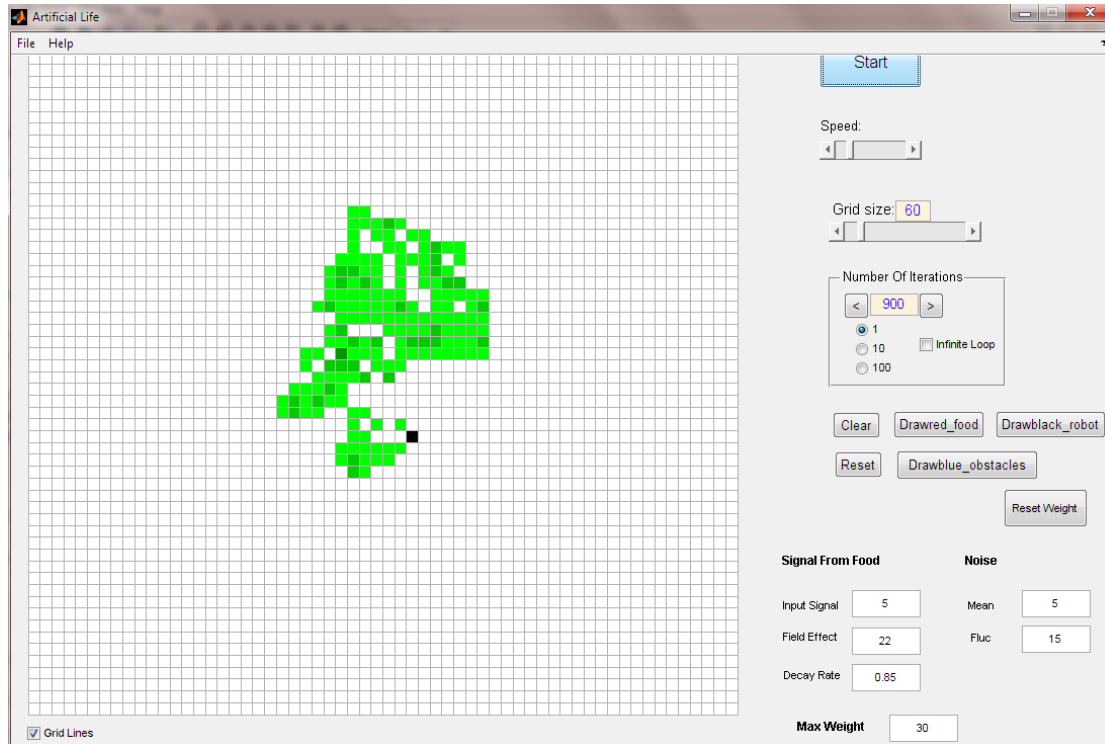 Artificial Life
File Help
Start
Speed:
Grid size: 60
Number Of Iterations
< 900 >
1
10
100
Infinite Loop
Clear Drawred_food Drawblack_robot
Reset Drawblue_obstacles
Reset Weight
Signal From Food Noise
Input Signal 5 Mean 5
Field Effect 22 Fluc 15
Decay Rate 0.85
Max Weight 30
Grid Lines